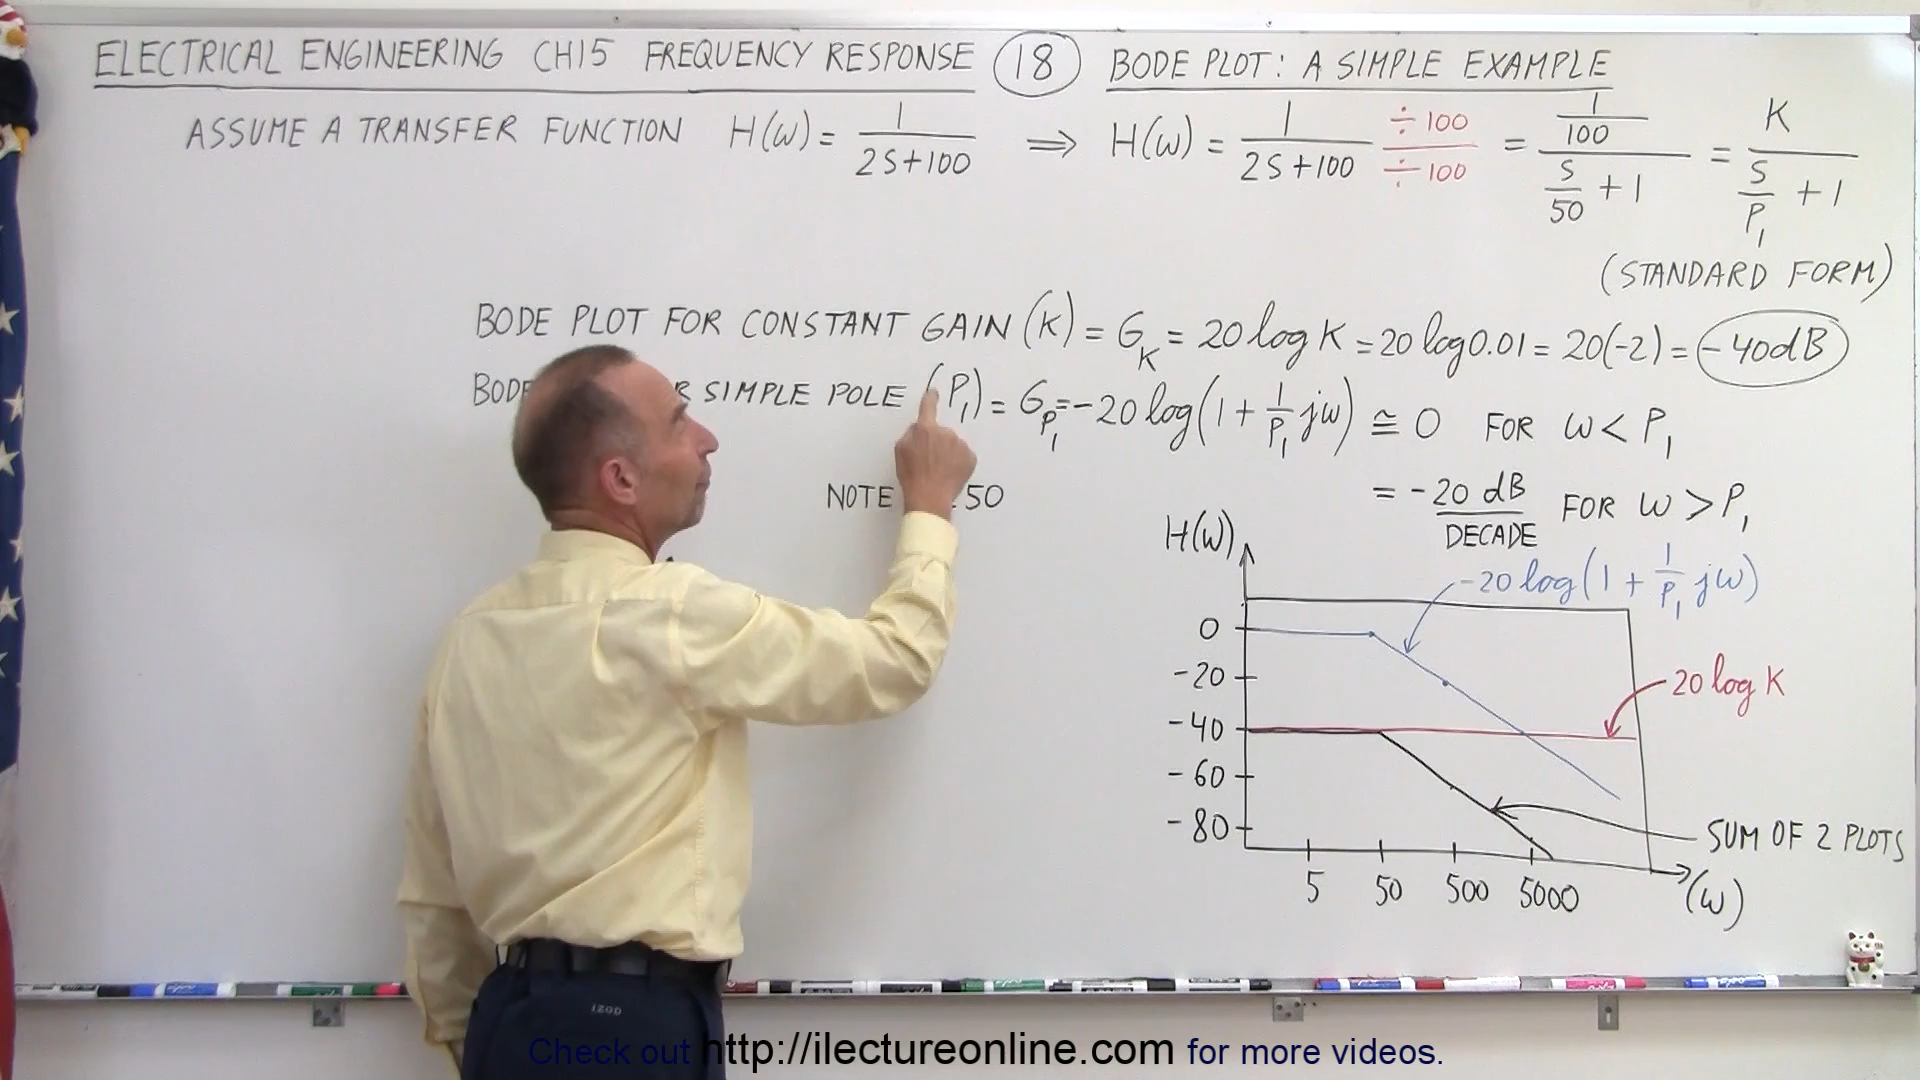 ELECTRICAL ENGINEERING CH15 FREQUENCY RESPONSE (18) BODE PLOT: A SIMPLE EXAMPLE
ASSUME A TRANSFER FUNCTION H(ω) = 1/(2S+100) ⇒ H(ω) = 1/(2S+100) ÷100/÷100 = (1/100)/(S/50 + 1) = K/(S/P₁ + 1)
(STANDARD FORM)
BODE PLOT FOR CONSTANT GAIN (K) = G_K = 20 log K = 20 log 0.01 = 20(-2) = -40dB
BODE R SIMPLE POLE (P₁) = G_P₁ = -20 log(1 + 1/P₁ jω) ≅ 0 FOR ω < P₁
= -20 dB/DECADE FOR ω > P₁
NOTE 50
H(ω)
-20 log(1 + 1/P₁ jω)
0
-20
20 log K
-40
-60
-80
SUM OF 2 PLOTS
5 50 500 5000 (ω)
IZOD
Check out http://ilectureonline.com for more videos.